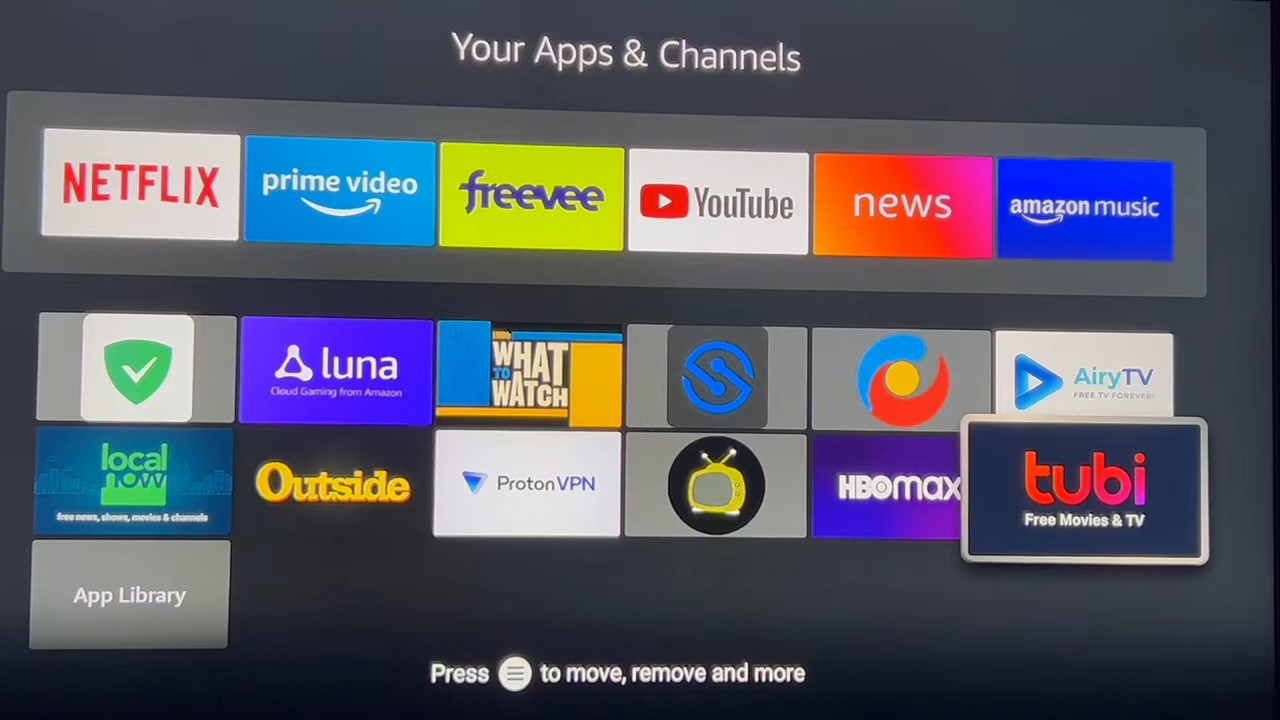 Your Apps & Channels
NETFLIX
prime video
freevee
YouTube
news
amazon music
luna
Cloud Gaming from Amazon
IMDb
WHAT
TO
WATCH
AiryTV
FREE TV FOREVER!
local
now
free news, shows, movies & channels
Outside
ProtonVPN
HBOmax
tubi
Free Movies & TV
App Library
Press to move, remove and more